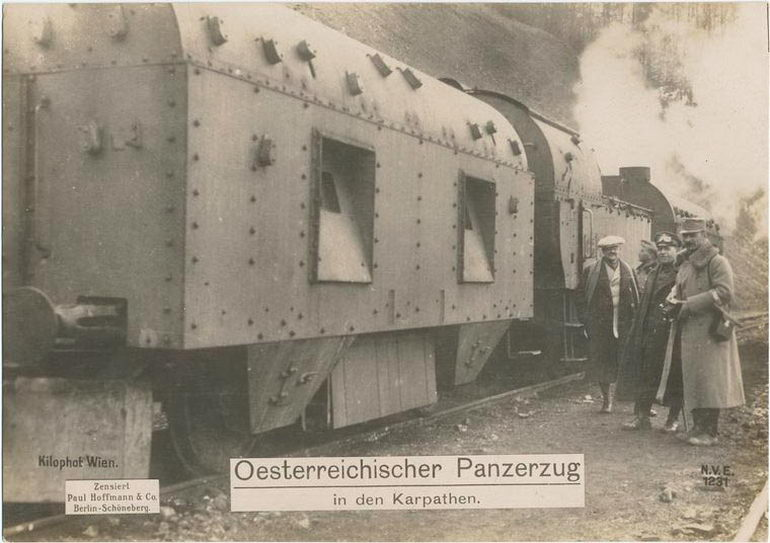 Kilophot Wien.
Zensiert
Paul Hoffmann & Co.
Berlin-Schöneberg.
Oesterreichischer Panzerzug
in den Karpathen.
N.V.E.
1231